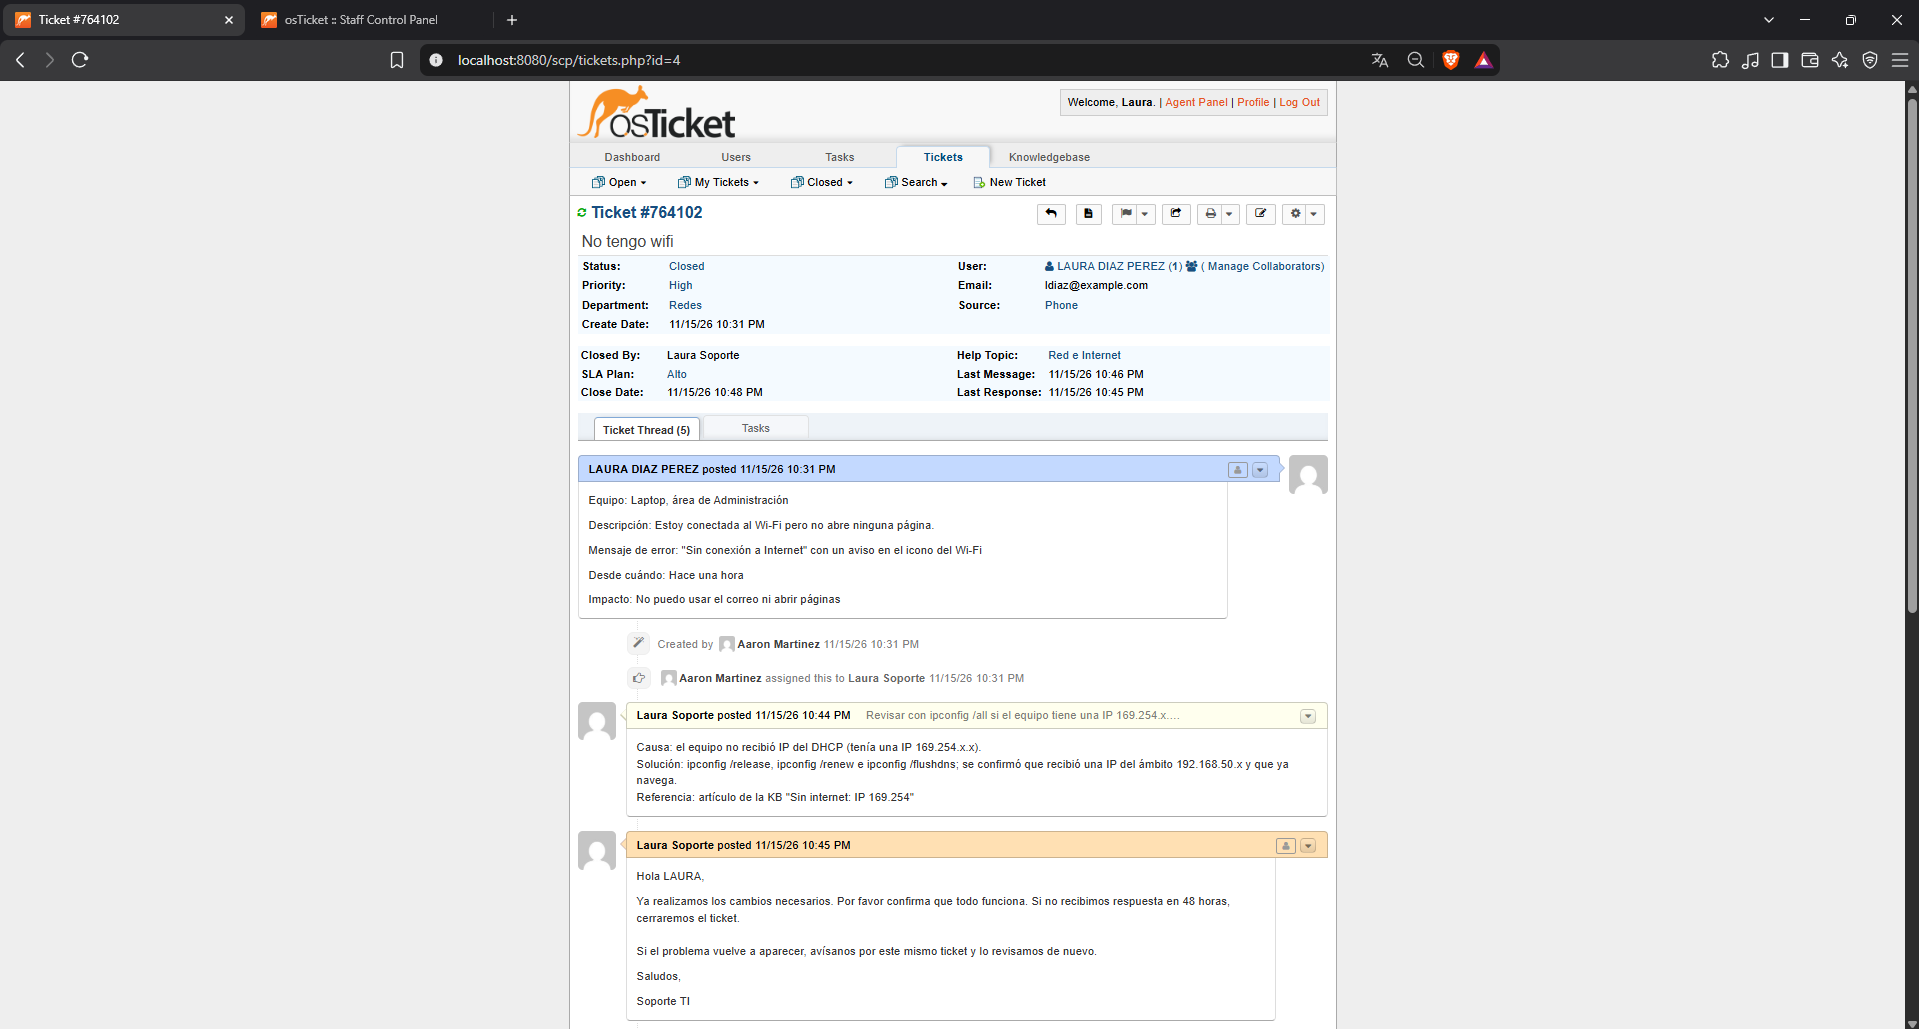 Ticket #764102
osTicket :: Staff Control Panel
localhost:8080/scp/tickets.php?id=4
osTicket
Welcome, Laura. | Agent Panel | Profile | Log Out
Dashboard Users Tasks Tickets Knowledgebase
Open My Tickets Closed Search New Ticket
Ticket #764102
No tengo wifi
Status: Closed User: LAURA DIAZ PEREZ (1) ( Manage Collaborators)
Priority: High Email: ldiaz@example.com
Department: Redes Source: Phone
Create Date: 11/15/26 10:31 PM
Closed By: Laura Soporte Help Topic: Red e Internet
SLA Plan: Alto Last Message: 11/15/26 10:46 PM
Close Date: 11/15/26 10:48 PM Last Response: 11/15/26 10:45 PM
Ticket Thread (5) Tasks
LAURA DIAZ PEREZ posted 11/15/26 10:31 PM
Equipo: Laptop, área de Administración
Descripción: Estoy conectada al Wi-Fi pero no abre ninguna página.
Mensaje de error: "Sin conexión a Internet" con un aviso en el icono del Wi-Fi
Desde cuándo: Hace una hora
Impacto: No puedo usar el correo ni abrir páginas
Created by Aaron Martinez 11/15/26 10:31 PM
Aaron Martinez assigned this to Laura Soporte 11/15/26 10:31 PM
Laura Soporte posted 11/15/26 10:44 PM Revisar con ipconfig /all si el equipo tiene una IP 169.254.x....
Causa: el equipo no recibió IP del DHCP (tenía una IP 169.254.x.x).
Solución: ipconfig /release, ipconfig /renew e ipconfig /flushdns; se confirmó que recibió una IP del ámbito 192.168.50.x y que ya
navega.
Referencia: artículo de la KB "Sin internet: IP 169.254"
Laura Soporte posted 11/15/26 10:45 PM
Hola LAURA,
Ya realizamos los cambios necesarios. Por favor confirma que todo funciona. Si no recibimos respuesta en 48 horas,
cerraremos el ticket.
Si el problema vuelve a aparecer, avísanos por este mismo ticket y lo revisamos de nuevo.
Saludos,
Soporte TI